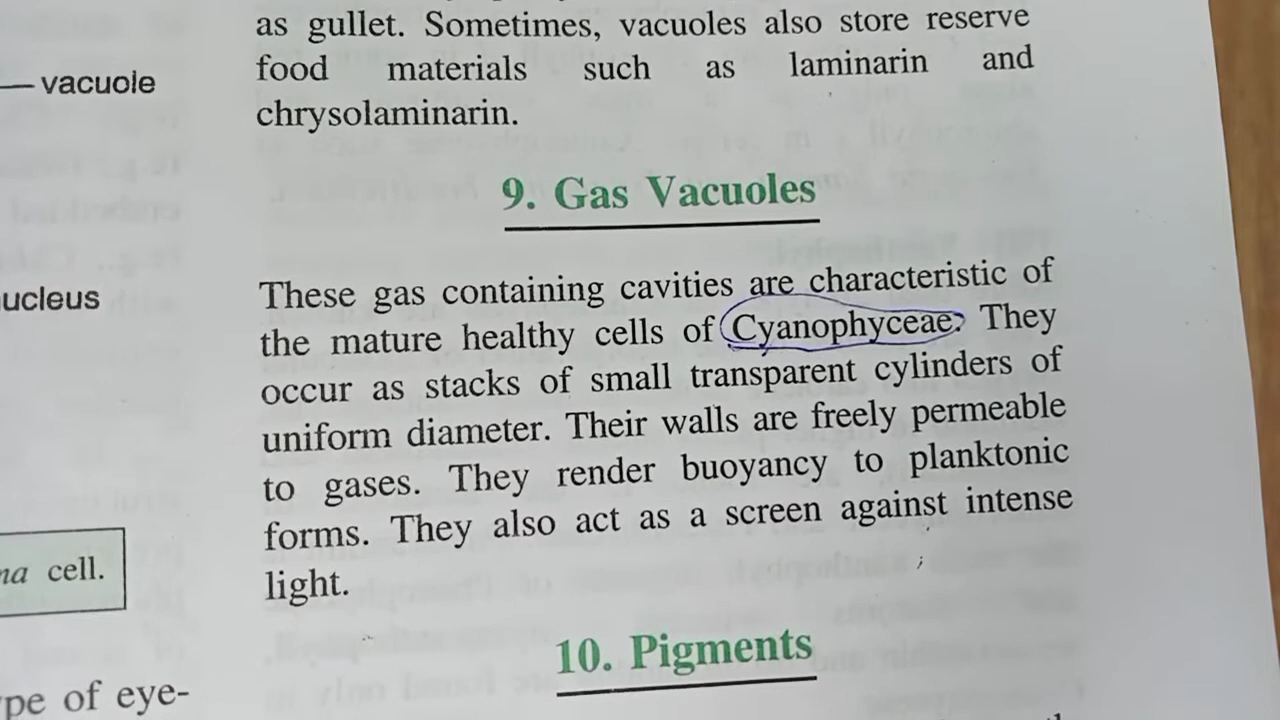 as gullet. Sometimes, vacuoles also store reserve
food materials such as laminarin and
chrysolaminarin.
vacuole
9. Gas Vacuoles
ucleus
These gas containing cavities are characteristic of
the mature healthy cells of Cyanophyceae. They
occur as stacks of small transparent cylinders of
uniform diameter. Their walls are freely permeable
to gases. They render buoyancy to planktonic
forms. They also act as a screen against intense
light.
na cell.
10. Pigments
pe of eye-